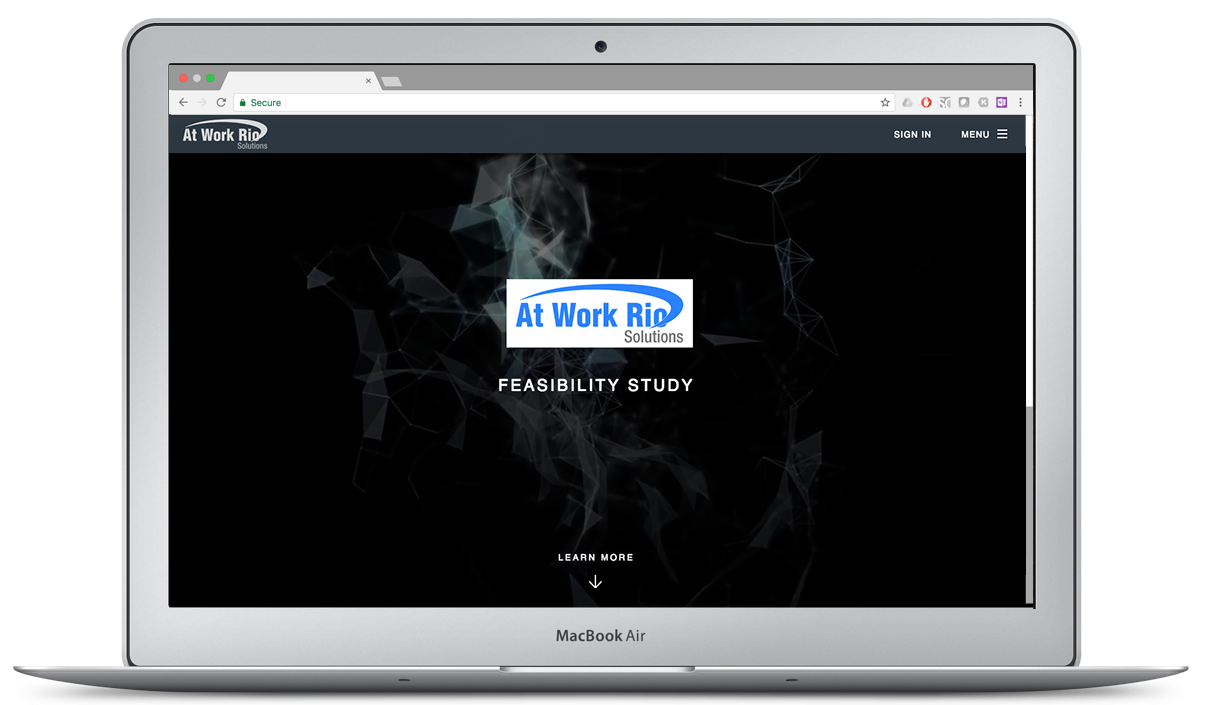 Secure
At Work Rio
Solutions
SIGN IN
MENU
At Work Rio
Solutions
FEASIBILITY STUDY
LEARN MORE
MacBook Air